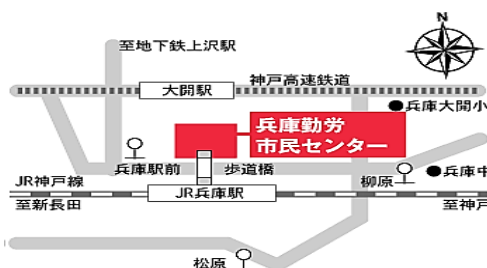 N
至地下鉄上沢駅
神戸高速鉄道
大開駅
兵庫大開小
兵庫勤労
市民センター
兵庫駅前
歩道橋
柳原
兵庫中
JR神戸線
JR兵庫駅
至新長田
至神戸
松原